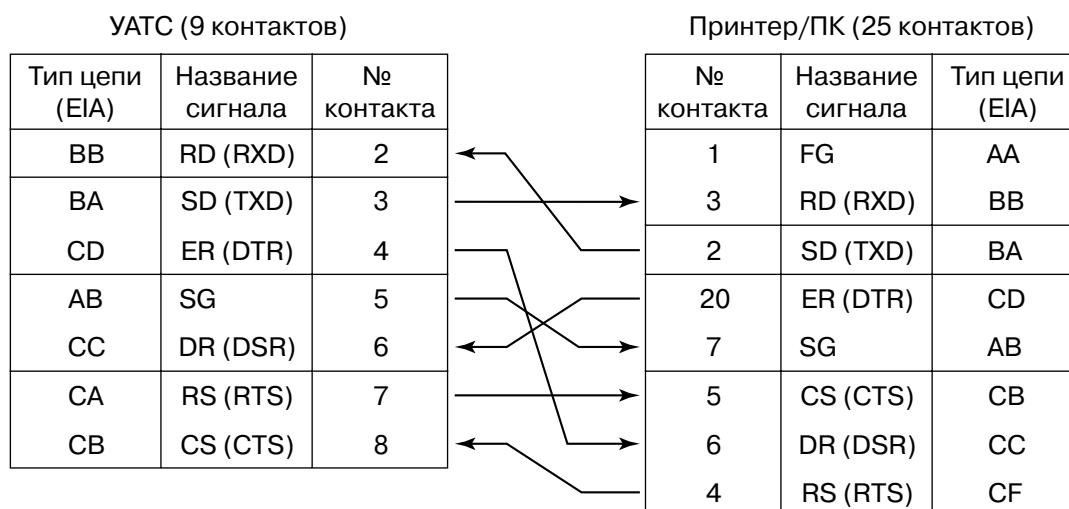 УАТС (9 контактов)
Тип цепи (EIA) Название сигнала № контакта
BB RD (RXD) 2
BA SD (TXD) 3
CD ER (DTR) 4
AB SG 5
CC DR (DSR) 6
CA RS (RTS) 7
CB CS (CTS) 8
Принтер/ПК (25 контактов)
№ контакта Название сигнала Тип цепи (EIA)
1 FG AA
3 RD (RXD) BB
2 SD (TXD) BA
20 ER (DTR) CD
7 SG AB
5 CS (CTS) CB
6 DR (DSR) CC
4 RS (RTS) CF